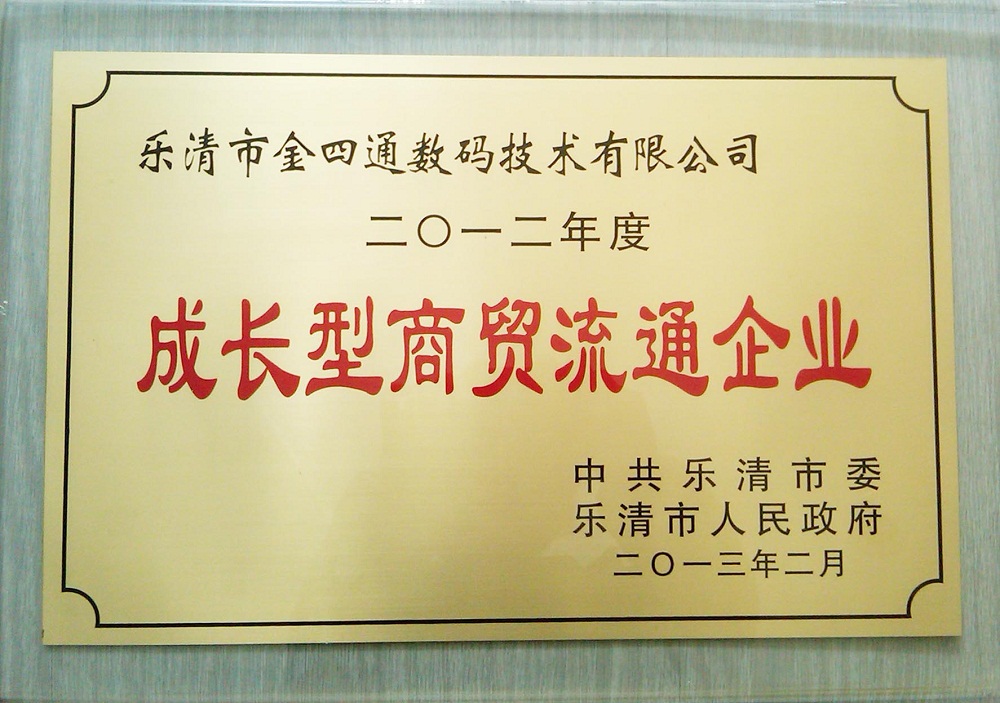 乐清市金四通数码技术有限公司
二〇一二年度
成长型商贸流通企业
中共乐清市委
乐清市人民政府
二〇一三年二月